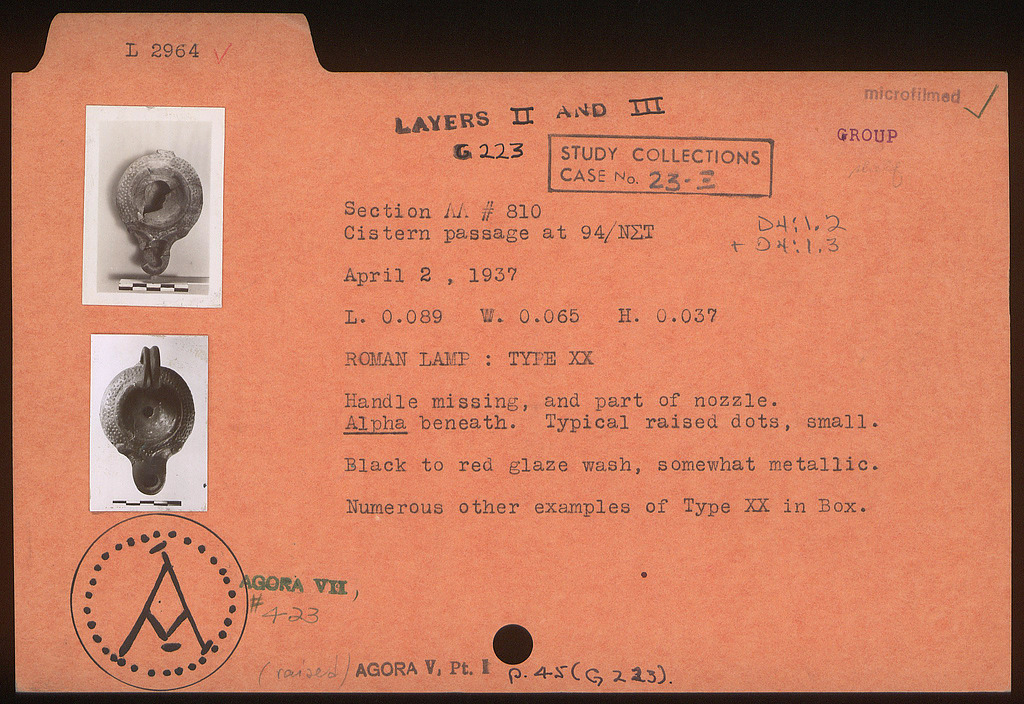 L 2964 ✓
microfilmed ✓
LAYERS II AND III
G 223
GROUP
STUDY COLLECTIONS
CASE No. 23-Ξ
Section ΛΛ # 810
Cistern passage at 94/ΝΣΤ
D4:1.2
+ D4:1.3
April 2 , 1937
L. 0.089 W. 0.065 H. 0.037
ROMAN LAMP : TYPE XX
Handle missing, and part of nozzle.
Alpha beneath. Typical raised dots, small.
Black to red glaze wash, somewhat metallic.
Numerous other examples of Type XX in Box.
A
AGORA VII,
# 423
(raised) AGORA V, Pt. I p. 45 (G 223).